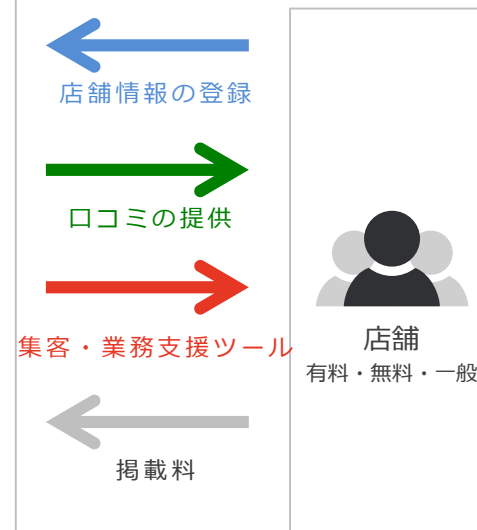 店舗情報の登録
口コミの提供
集客・業務支援ツール
掲載料
店舗
有料・無料・一般